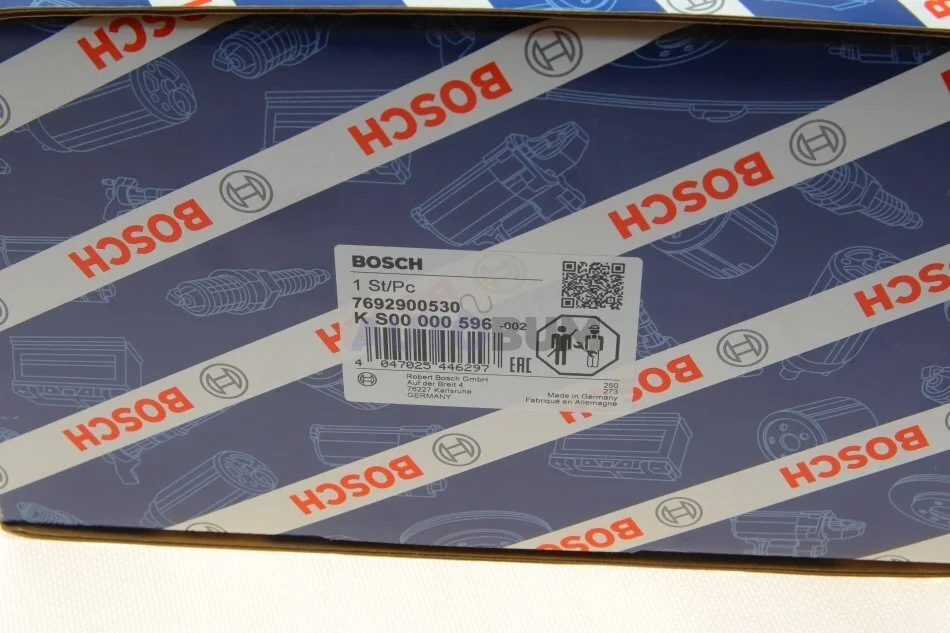 BOSCH
BOSCH
BOSCH
BOSCH
BOSCH
BOSCH
1 St/Pc
7692900530
K S00 000 596 -002
4 047025 446297
EAC
Robert Bosch GmbH
Auf der Breit 4
76227 Karlsruhe
GERMANY
250
273
Made in Germany
Fabriqué en Allemagne
BOSCH
BOSCH
BOSCH
BOSCH
BOSCH